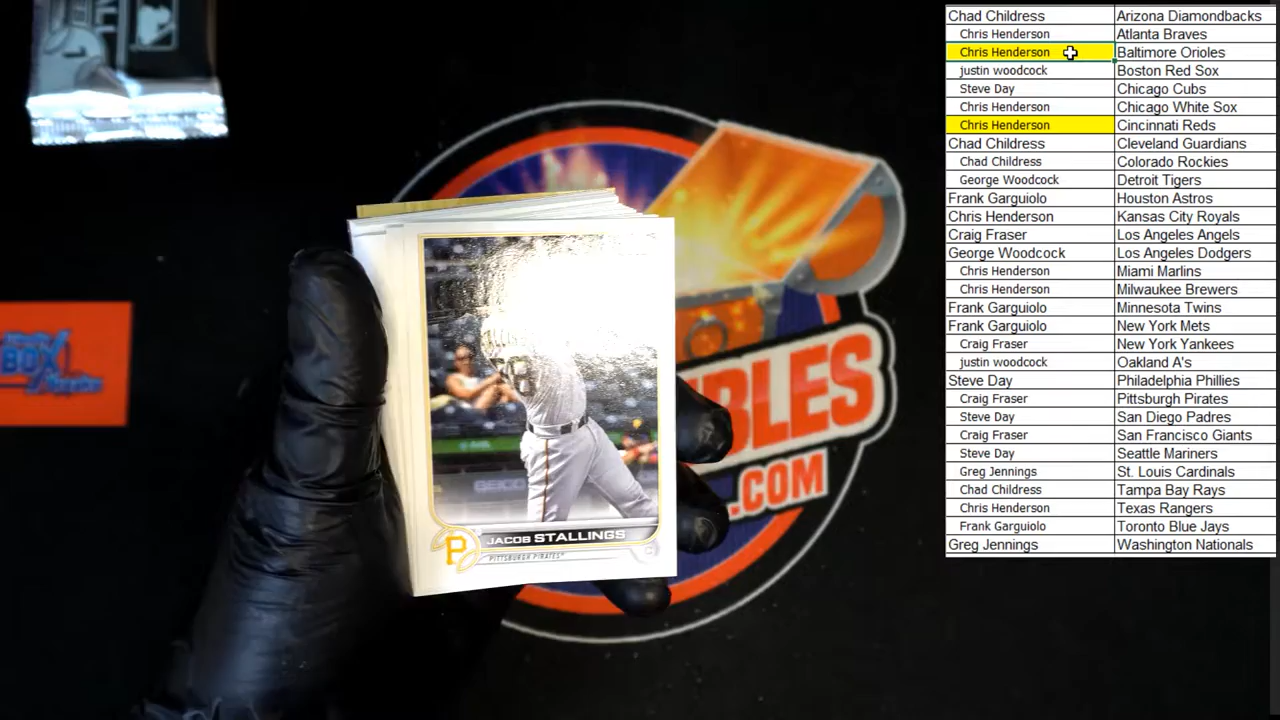 Chad Childress Arizona Diamondbacks
Chris Henderson Atlanta Braves
Chris Henderson Baltimore Orioles
justin woodcock Boston Red Sox
Steve Day Chicago Cubs
Chris Henderson Chicago White Sox
Chris Henderson Cincinnati Reds
Chad Childress Cleveland Guardians
Chad Childress Colorado Rockies
George Woodcock Detroit Tigers
Frank Garguiolo Houston Astros
Chris Henderson Kansas City Royals
Craig Fraser Los Angeles Angels
George Woodcock Los Angeles Dodgers
Chris Henderson Miami Marlins
Chris Henderson Milwaukee Brewers
Frank Garguiolo Minnesota Twins
Frank Garguiolo New York Mets
Craig Fraser New York Yankees
justin woodcock Oakland A's
Steve Day Philadelphia Phillies
Craig Fraser Pittsburgh Pirates
Steve Day San Diego Padres
Craig Fraser San Francisco Giants
Steve Day Seattle Mariners
Greg Jennings St. Louis Cardinals
Chad Childress Tampa Bay Rays
Chris Henderson Texas Rangers
Frank Garguiolo Toronto Blue Jays
Greg Jennings Washington Nationals
P
JACOB STALLINGS
PITTSBURGH PIRATES
C
GEICO
BOX
Breaks
IBLES
.COM